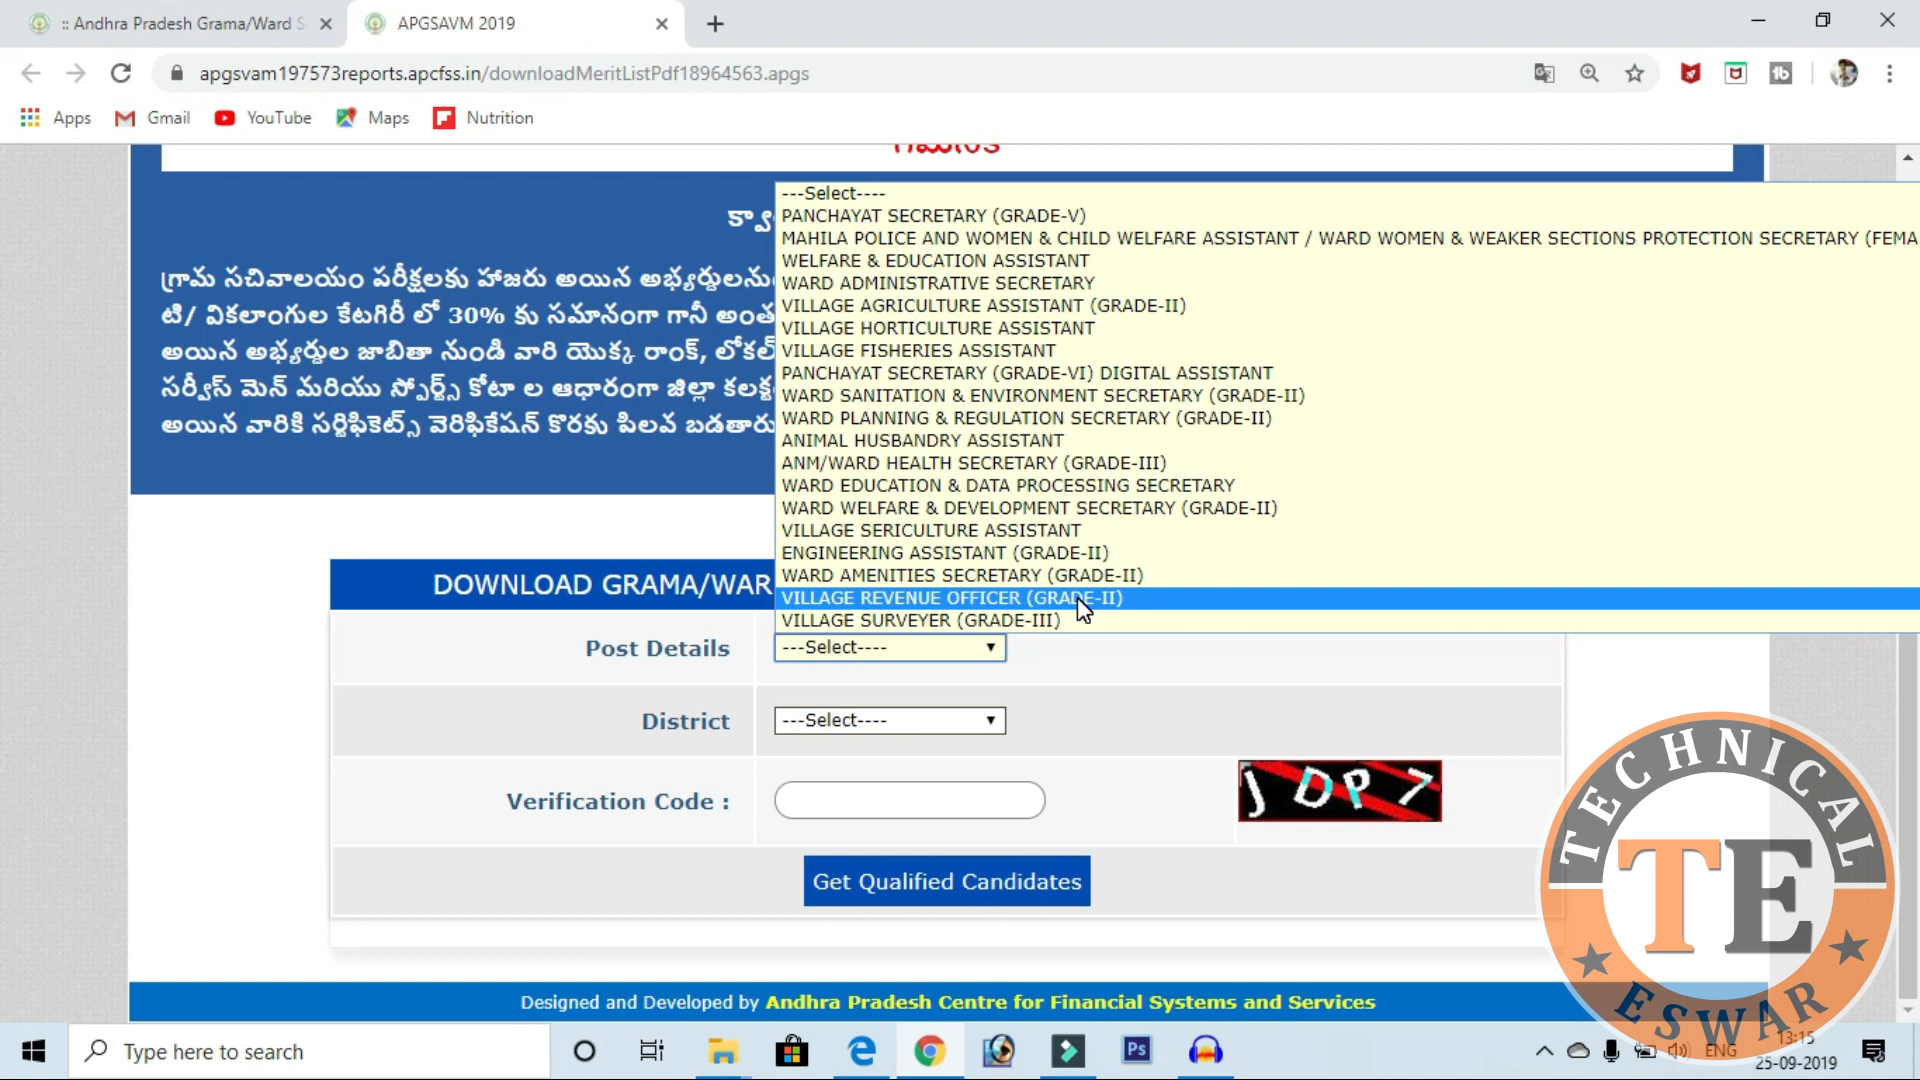 :: Andhra Pradesh Grama/Ward S
APGSAVM 2019
apgsvam197573reports.apcfss.in/downloadMeritListPdf18964563.apgs
Apps
Gmail
YouTube
Maps
Nutrition
క్వా
గ్రామ సచివాలయం పరీక్షలకు హాజరు అయిన అభ్యర్థులను
టి/ వికలాంగుల కేటగిరీ లో 30% కు సమానంగా గానీ అంత
అయిన అభ్యర్థుల జాబితా నుండి వారి యొక్క రాంక్, లోకల్
సర్వీస్ మెన్ మరియు స్పోర్ట్స్ కోటా ల ఆధారంగా జిల్లా కలక్ట
అయిన వారికి సర్టిఫికెట్స్ వెరిఫికేషన్ కొరకు పిలవ బడతారు
---Select----
PANCHAYAT SECRETARY (GRADE-V)
MAHILA POLICE AND WOMEN & CHILD WELFARE ASSISTANT / WARD WOMEN & WEAKER SECTIONS PROTECTION SECRETARY (FEMA
WELFARE & EDUCATION ASSISTANT
WARD ADMINISTRATIVE SECRETARY
VILLAGE AGRICULTURE ASSISTANT (GRADE-II)
VILLAGE HORTICULTURE ASSISTANT
VILLAGE FISHERIES ASSISTANT
PANCHAYAT SECRETARY (GRADE-VI) DIGITAL ASSISTANT
WARD SANITATION & ENVIRONMENT SECRETARY (GRADE-II)
WARD PLANNING & REGULATION SECRETARY (GRADE-II)
ANIMAL HUSBANDRY ASSISTANT
ANM/WARD HEALTH SECRETARY (GRADE-III)
WARD EDUCATION & DATA PROCESSING SECRETARY
WARD WELFARE & DEVELOPMENT SECRETARY (GRADE-II)
VILLAGE SERICULTURE ASSISTANT
ENGINEERING ASSISTANT (GRADE-II)
WARD AMENITIES SECRETARY (GRADE-II)
VILLAGE REVENUE OFFICER (GRADE-II)
VILLAGE SURVEYER (GRADE-III)
DOWNLOAD GRAMA/WAR
Post Details
---Select----
District
---Select----
Verification Code :
J D P 7
Get Qualified Candidates
Designed and Developed by Andhra Pradesh Centre for Financial Systems and Services
TECHNICAL
TE
ESWAR
Type here to search
Ps
ENG
13:15
25-09-2019